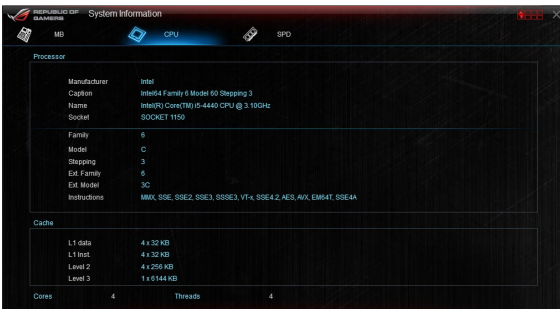 REPUBLIC OF GAMERS System Information
MB CPU SPD
Processor
Manufacturer Intel
Caption Intel64 Family 6 Model 60 Stepping 3
Name Intel(R) Core(TM) i5-4440 CPU @ 3.10GHz
Socket SOCKET 1150
Family 6
Model C
Stepping 3
Ext. Family 6
Ext. Model 3C
Instructions MMX, SSE, SSE2, SSE3, SSSE3, VT-x, SSE4.2, AES, AVX, EM64T, SSE4A
Cache
L1 data 4 x 32 KB
L1 Inst. 4 x 32 KB
Level 2 4 x 256 KB
Level 3 1 x 6144 KB
Cores 4 Threads 4